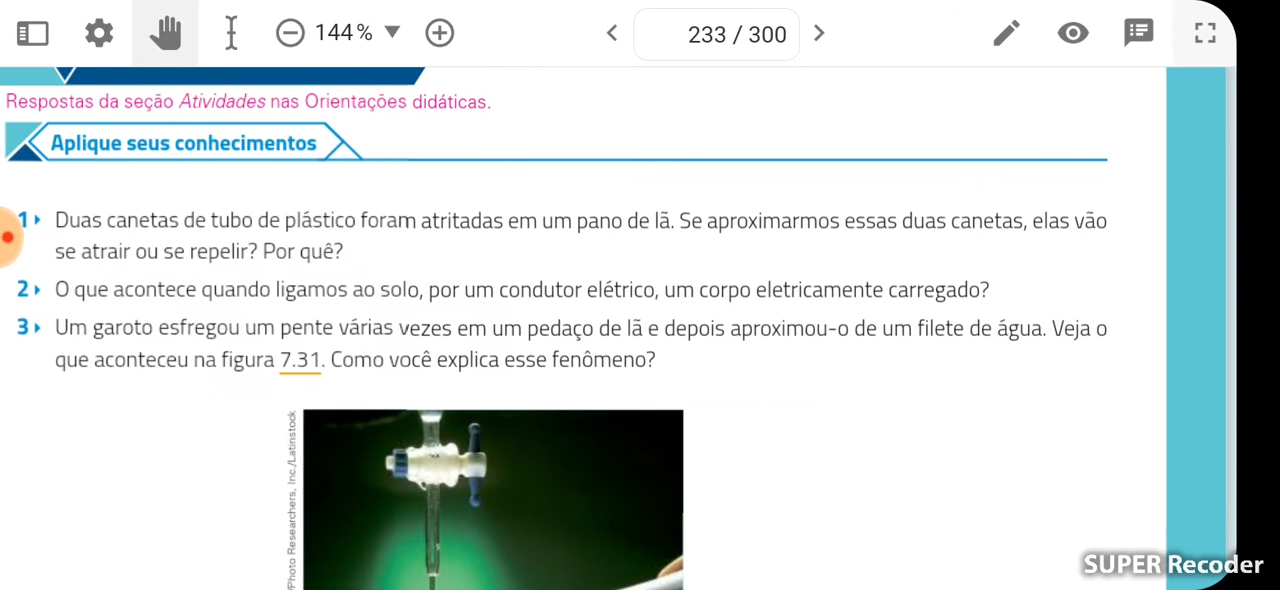 144%
233 / 300
Respostas da seção Atividades nas Orientações didáticas.
Aplique seus conhecimentos
1 Duas canetas de tubo de plástico foram atritadas em um pano de lã. Se aproximarmos essas duas canetas, elas vão
se atrair ou se repelir? Por quê?
2 O que acontece quando ligamos ao solo, por um condutor elétrico, um corpo eletricamente carregado?
3 Um garoto esfregou um pente várias vezes em um pedaço de lã e depois aproximou-o de um filete de água. Veja o
que aconteceu na figura 7.31. Como você explica esse fenômeno?
/Photo Researchers, Inc./Latinstock
SUPER Recoder